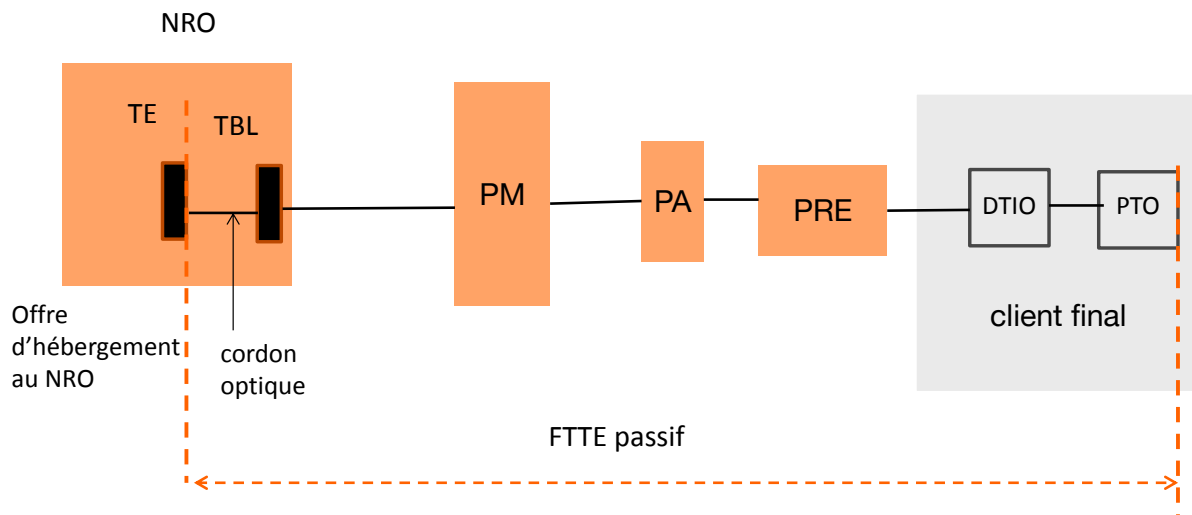 NRO
TE
TBL
PM
PA
PRE
DTIO
PTO
client final
Offre
d'hébergement
au NRO
cordon
optique
FTTE passif